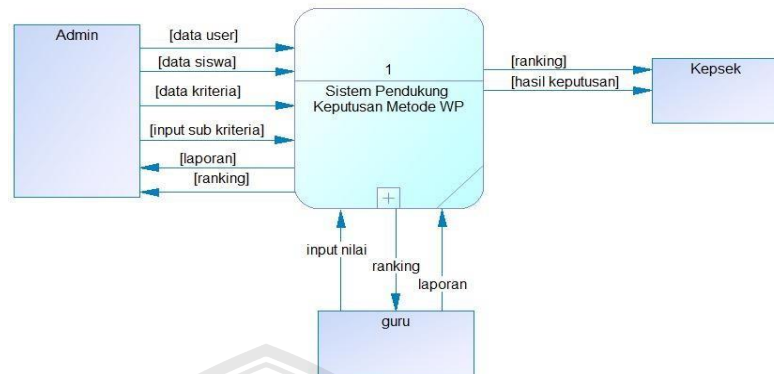 Admin
[data user]
[data siswa]
[data kriteria]
[input sub kriteria]
[laporan]
[ranking]
1
Sistem Pendukung
Keputusan Metode WP
[ranking]
[hasil keputusan]
Kepsek
input nilai
ranking
laporan
guru